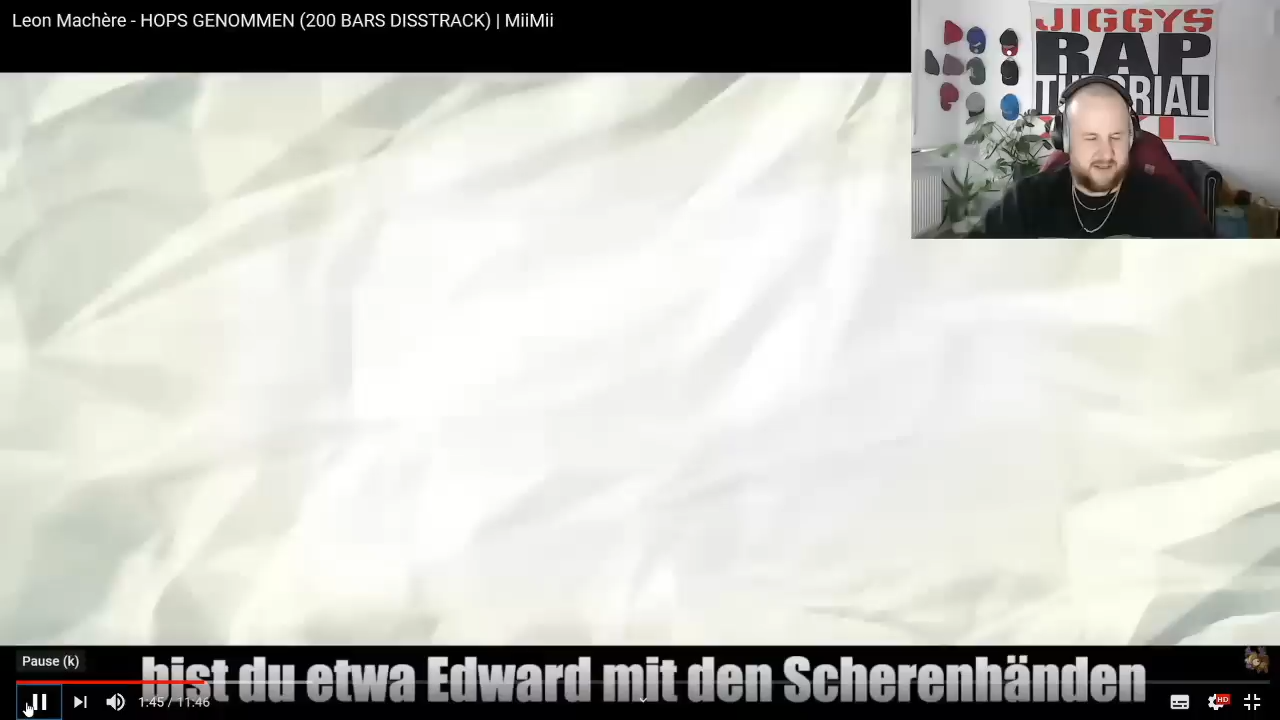 Leon Machère - HOPS GENOMMEN (200 BARS DISSTRACK) | MiiMii
JIGGYS
RAP
Pause (k)
bist du etwa Edward mit den Scherenhänden
1:45 / 11:46
HD